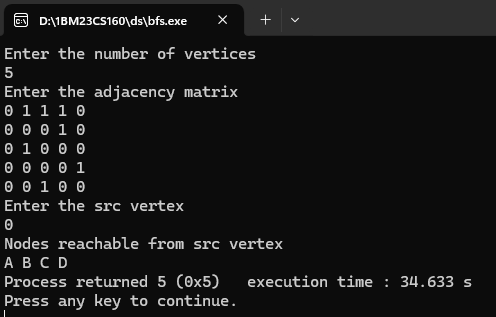 D:\1BM23CS160\ds\bfs.exe
Enter the number of vertices
5
Enter the adjacency matrix
0 1 1 1 0
0 0 0 1 0
0 1 0 0 0
0 0 0 0 1
0 0 1 0 0
Enter the src vertex
0
Nodes reachable from src vertex
A B C D
Process returned 5 (0x5)   execution time : 34.633 s
Press any key to continue.